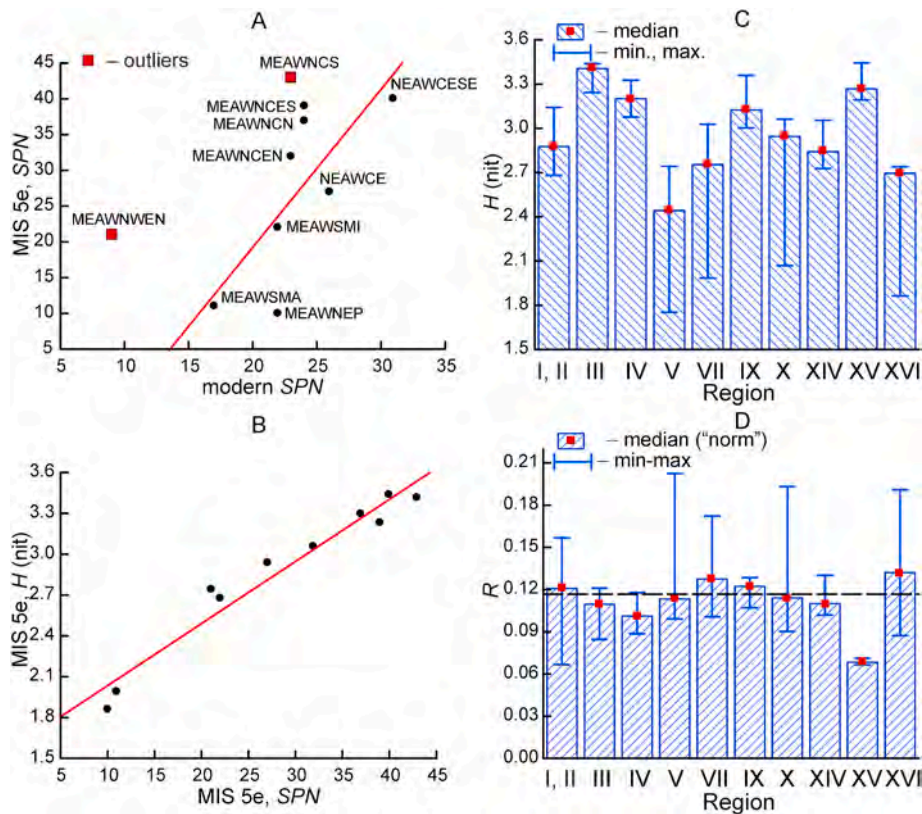 A
MIS 5e, SPN
45
40
35
30
25
20
15
10
5
– outliers
MEAWNCS
MEAWNCES
MEAWNCN
MEAWNCEN
NEAWCESE
NEAWCE
MEAWNWEN
MEAWSMI
MEAWSMA
MEAWNEP
5 10 15 20 25 30 35
modern SPN
B
MIS 5e, H (nit)
3.6
3.3
3.0
2.7
2.4
2.1
1.8
1.5
5 10 15 20 25 30 35 40 45
MIS 5e, SPN
C
H (nit)
3.6
3.3
3.0
2.7
2.4
2.1
1.8
1.5
– median
– min., max.
I, II III IV V VII IX X XIV XV XVI
Region
D
R
0.21
0.18
0.15
0.12
0.09
0.06
0.03
0.00
– median (“norm”)
– min-max
I, II III IV V VII IX X XIV XV XVI
Region